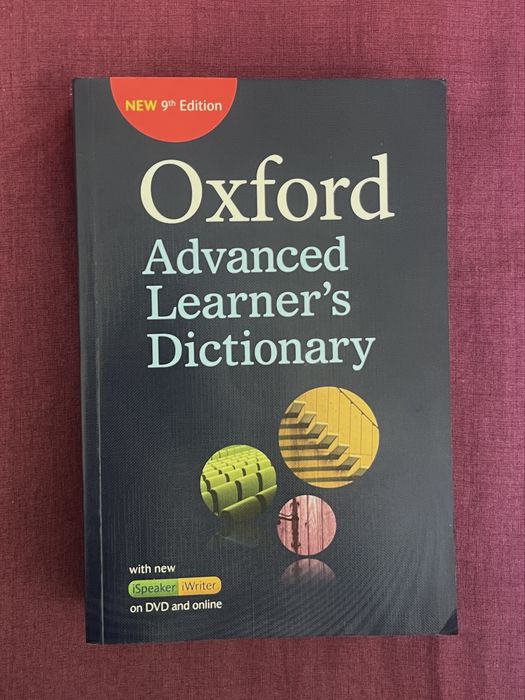 NEW 9th Edition
Oxford
Advanced
Learner's
Dictionary
with new
iSpeaker iWriter
on DVD and online